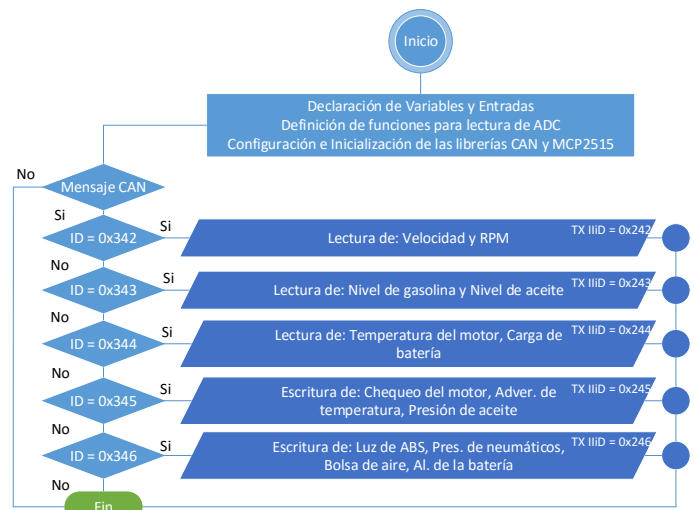 Inicio
Declaración de Variables y Entradas
Definición de funciones para lectura de ADC
Configuración e Inicialización de las librerías CAN y MCP2515
No
Mensaje CAN
Si
ID = 0x342
Si
Lectura de: Velocidad y RPM
TX IIiD = 0x242
No
ID = 0x343
Si
Lectura de: Nivel de gasolina y Nivel de aceite
TX IIiD = 0x243
No
ID = 0x344
Si
Lectura de: Temperatura del motor, Carga de
batería
TX IIiD = 0x244
No
ID = 0x345
Si
Escritura de: Chequeo del motor, Adver. de
temperatura, Presión de aceite
TX IIiD = 0x245
No
ID = 0x346
Si
Escritura de: Luz de ABS, Pres. de neumáticos,
Bolsa de aire, Al. de la batería
TX IIiD = 0x246
No
Fin